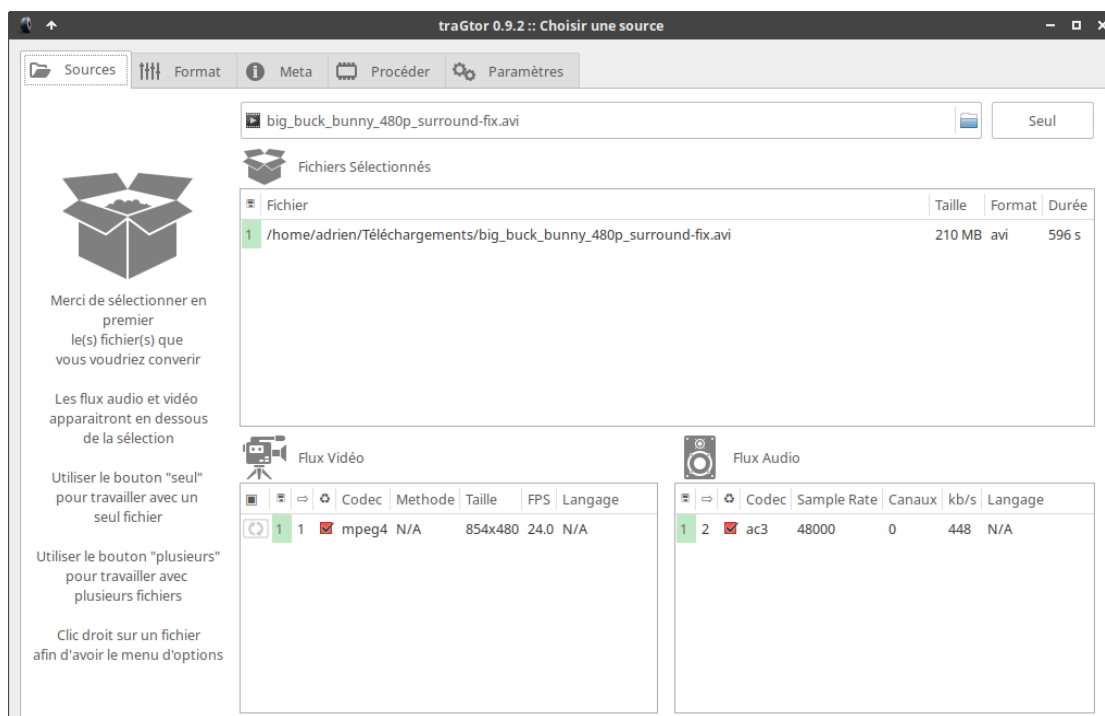 traGtor 0.9.2 :: Choisir une source
Sources Format Meta Procéder Paramètres
big_buck_bunny_480p_surround-fix.avi Seul
Fichiers Sélectionnés
Fichier Taille Format Durée
1 /home/adrien/Téléchargements/big_buck_bunny_480p_surround-fix.avi 210 MB avi 596 s
Merci de sélectionner en
premier
le(s) fichier(s) que
vous voudriez converir
Les flux audio et vidéo
apparaitront en dessous
de la sélection
Utiliser le bouton "seul"
pour travailler avec un
seul fichier
Utiliser le bouton "plusieurs"
pour travailler avec
plusieurs fichiers
Clic droit sur un fichier
afin d'avoir le menu d'options
Flux Vidéo
Codec Methode Taille FPS Langage
1 1 mpeg4 N/A 854x480 24.0 N/A
Flux Audio
Codec Sample Rate Canaux kb/s Langage
1 2 ac3 48000 0 448 N/A